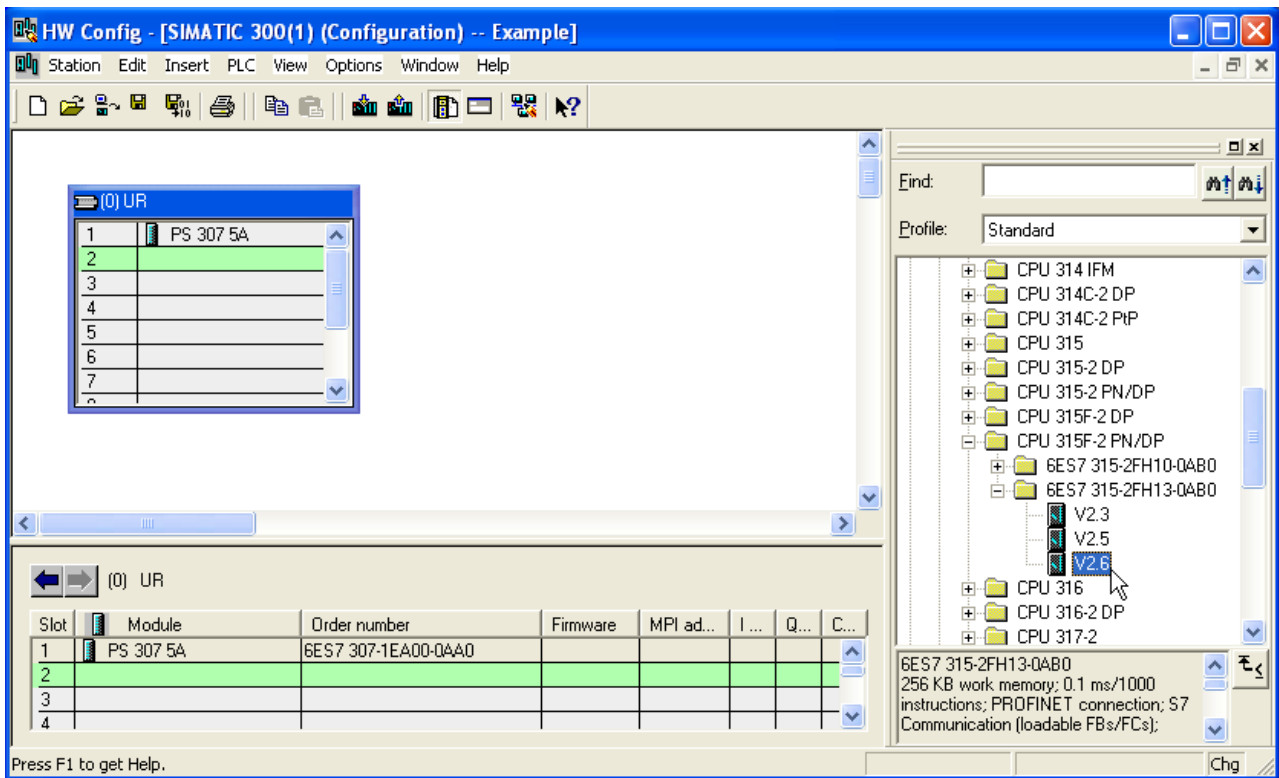 HW Config - [SIMATIC 300(1) (Configuration) -- Example]
Station Edit Insert PLC View Options Window Help
(0) UR
1 PS 307 5A
2
3
4
5
6
7
Find:
Profile: Standard
CPU 314 IFM
CPU 314C-2 DP
CPU 314C-2 PtP
CPU 315
CPU 315-2 DP
CPU 315-2 PN/DP
CPU 315F-2 DP
CPU 315F-2 PN/DP
6ES7 315-2FH10-0AB0
6ES7 315-2FH13-0AB0
V2.3
V2.5
V2.6
CPU 316
CPU 316-2 DP
CPU 317-2
(0) UR
Slot Module Order number Firmware MPI ad... I ... Q... C...
1 PS 307 5A 6ES7 307-1EA00-0AA0
2
3
4
6ES7 315-2FH13-0AB0
256 KB work memory; 0.1 ms/1000
instructions; PROFINET connection; S7
Communication (loadable FBs/FCs);
Press F1 to get Help.
Chg